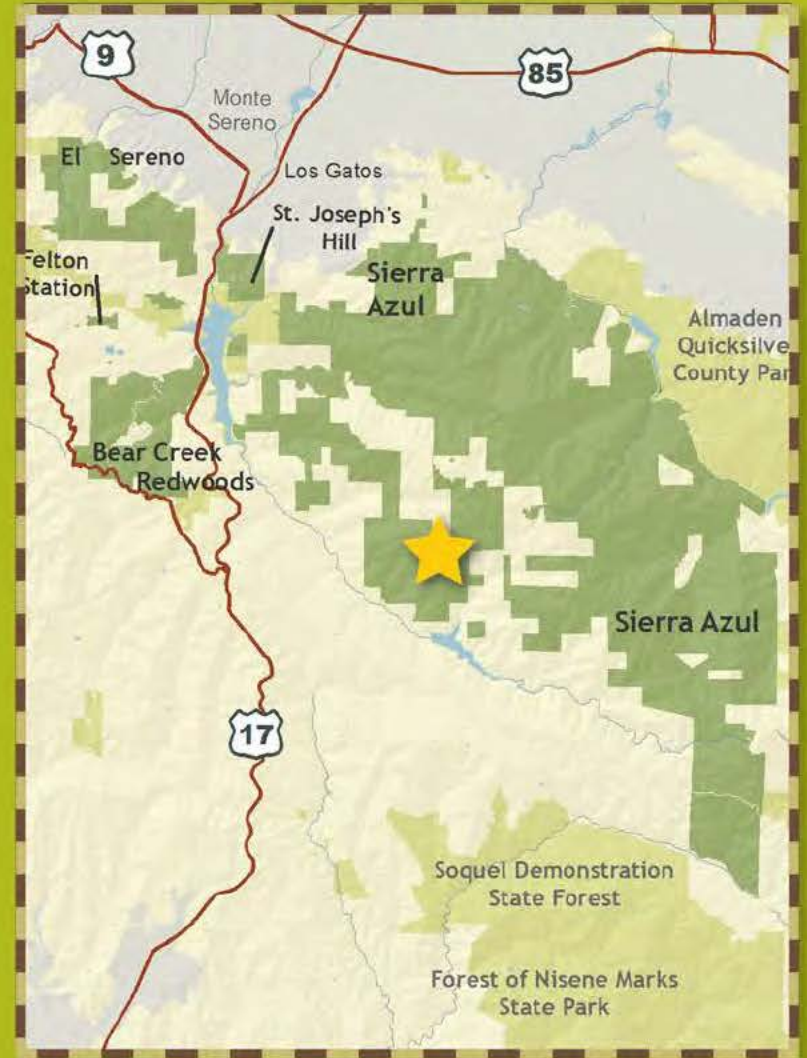 9
85
Monte
Sereno
El Sereno
Los Gatos
St. Joseph's
Hill
Felton
Station
Sierra
Azul
Almaden
Quicksilve
County Par
Bear Creek
Redwoods
Sierra Azul
17
Soquel Demonstration
State Forest
Forest of Nisene Marks
State Park